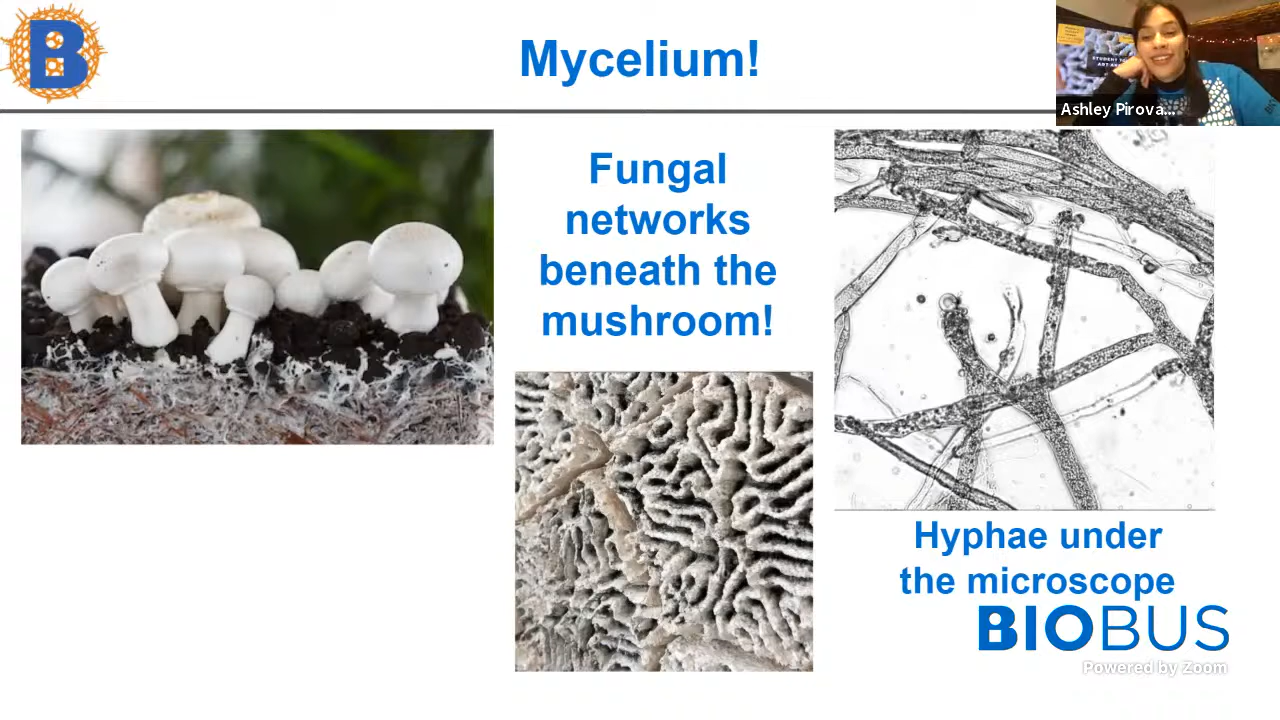 B
Mycelium!
Ashley Pirova...
Fungal
networks
beneath the
mushroom!
Hyphae under
the microscope
BIOBUS
Powered by Zoom